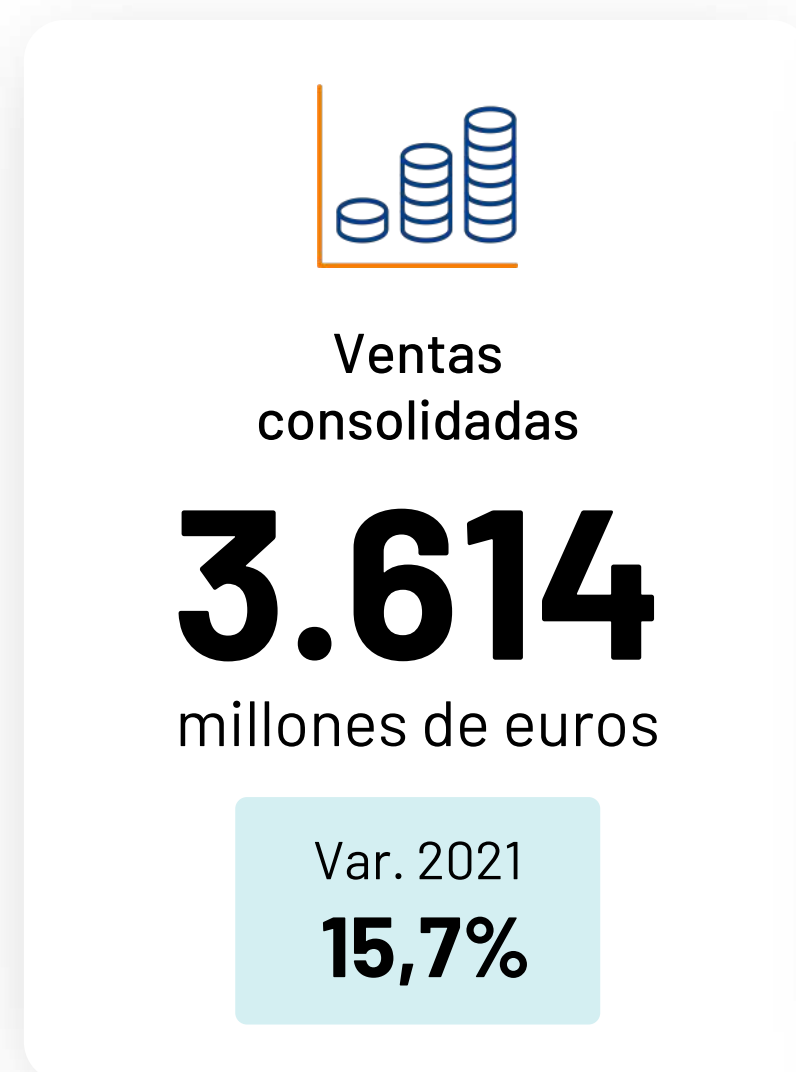 Ventas
consolidadas
3.614
millones de euros
Var. 2021
15,7%